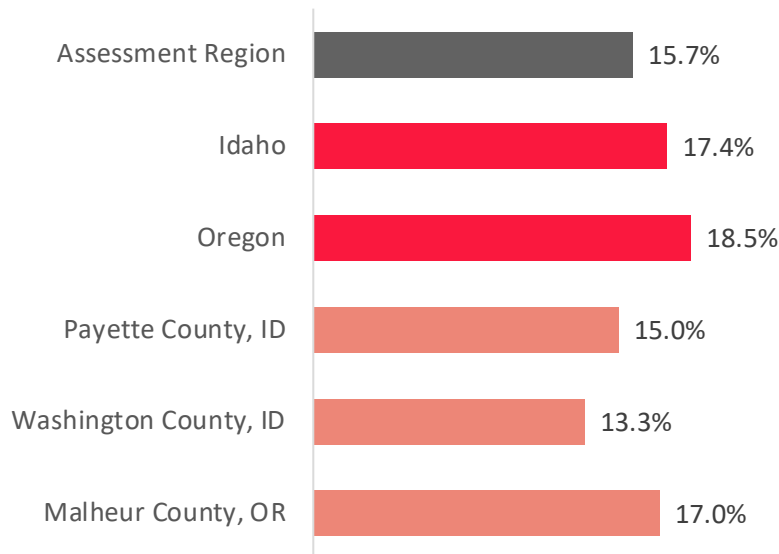 Assessment Region 15.7%
Idaho 17.4%
Oregon 18.5%
Payette County, ID 15.0%
Washington County, ID 13.3%
Malheur County, OR 17.0%